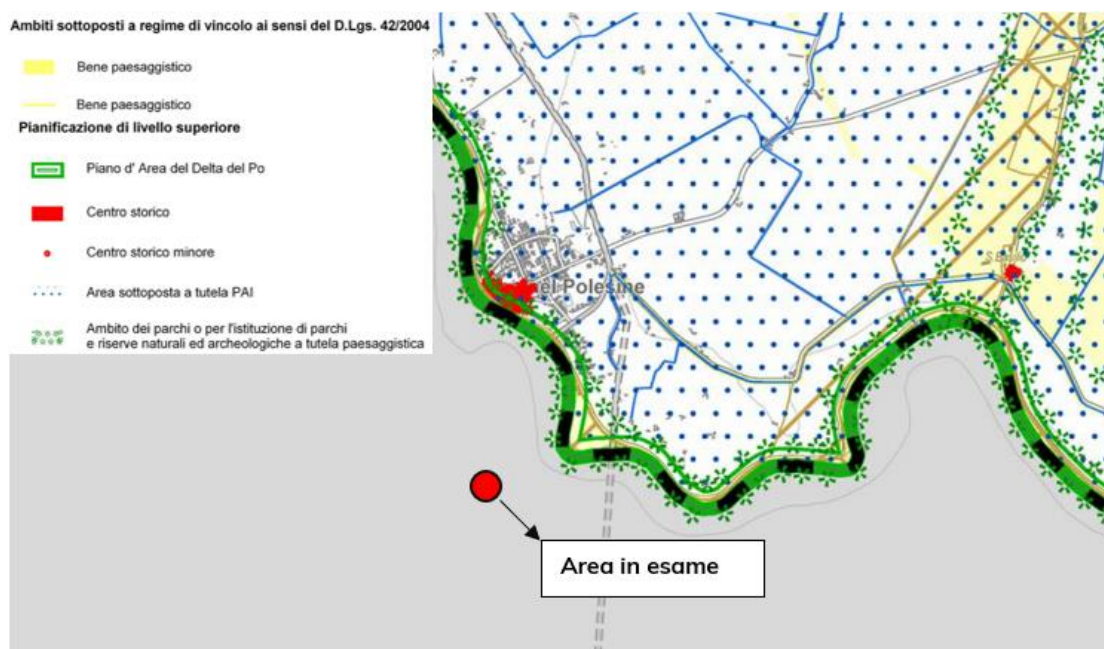 Ambiti sottoposti a regime di vincolo ai sensi del D.Lgs. 42/2004
Bene paesaggistico
Bene paesaggistico
Pianificazione di livello superiore
Piano d' Area del Delta del Po
Centro storico
Centro storico minore
Area sottoposta a tutela PAI
Ambito dei parchi o per l'istituzione di parchi
e riserve naturali ed archeologiche a tutela paesaggistica
el Polesine
Area in esame